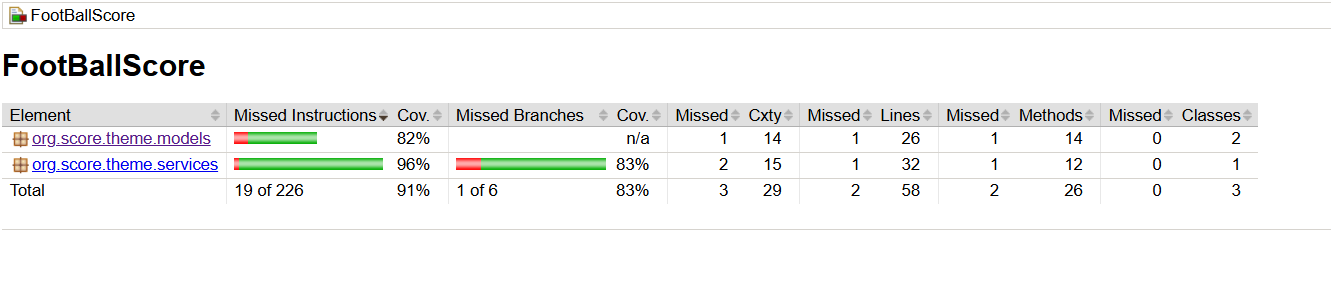 FootBallScore
FootBallScore
Element Missed Instructions Cov. Missed Branches Cov. Missed Cxty Missed Lines Missed Methods Missed Classes
org.score.theme.models 82% n/a 1 14 1 26 1 14 0 2
org.score.theme.services 96% 83% 2 15 1 32 1 12 0 1
Total 19 of 226 91% 1 of 6 83% 3 29 2 58 2 26 0 3